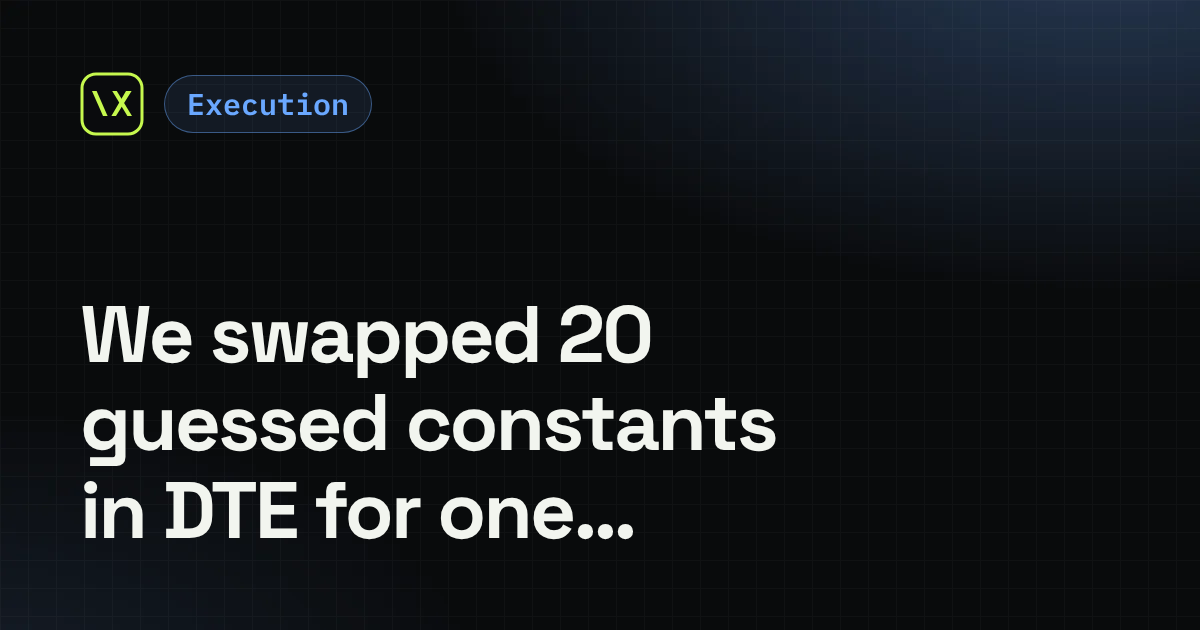 \X Execution
We swapped 20
guessed constants
in DTE for one...